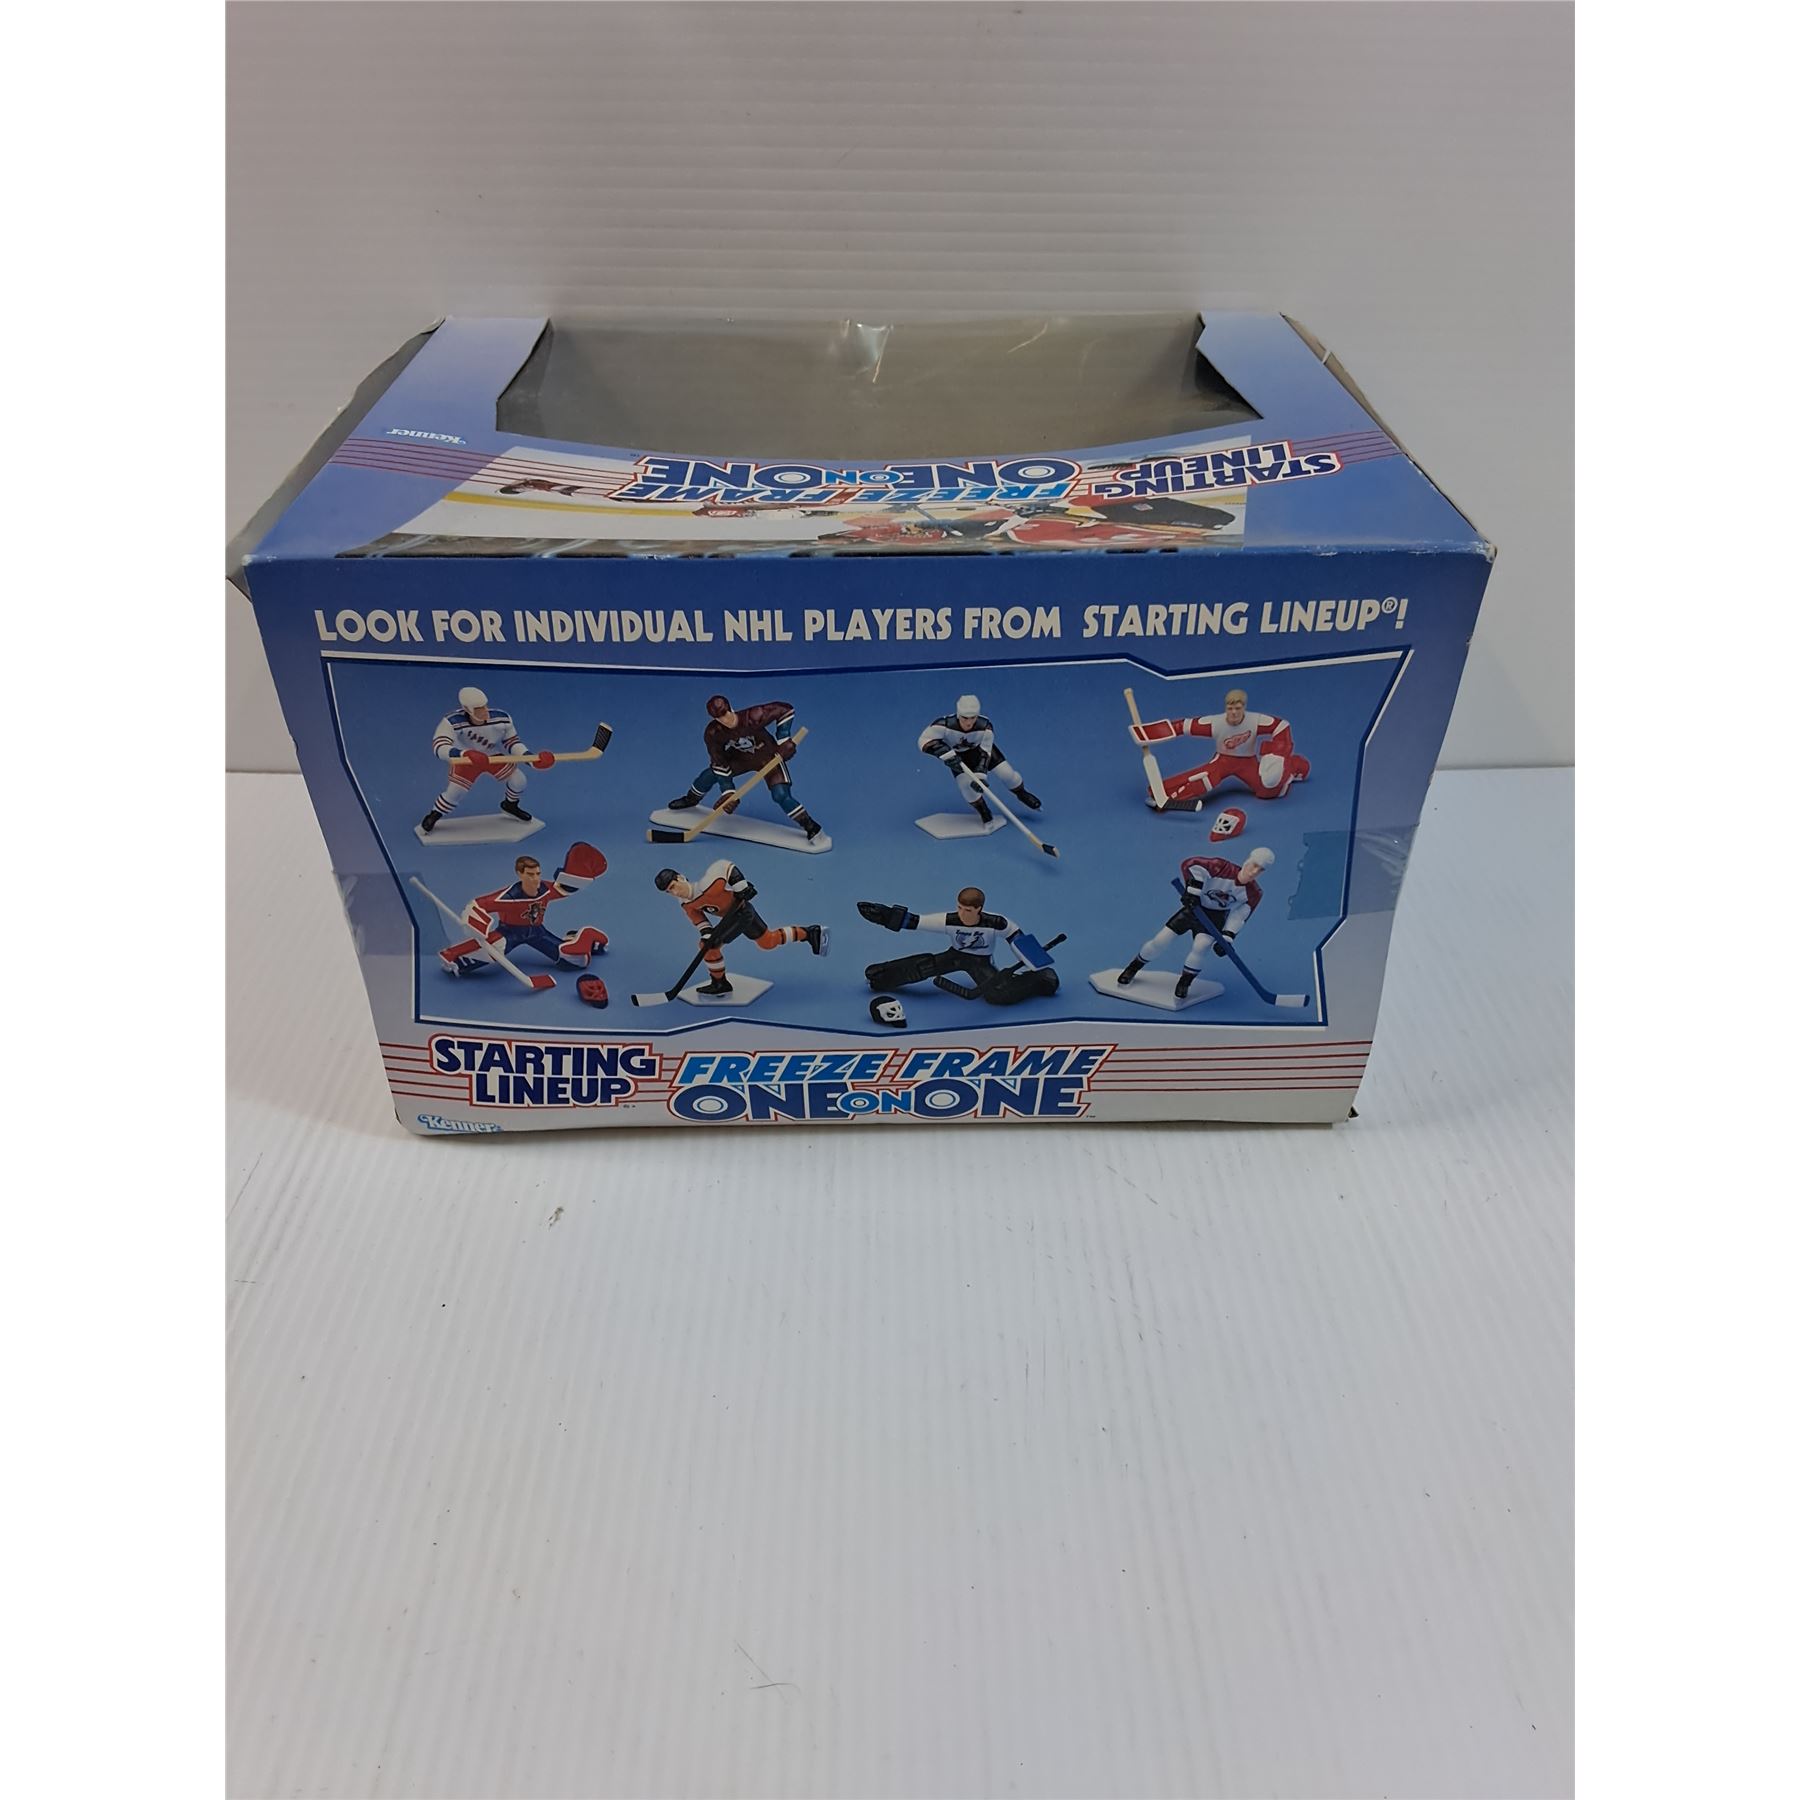 Kenner
STARTING
LINEUP
FREEZE FRAME
ONE ON ONE
LOOK FOR INDIVIDUAL NHL PLAYERS FROM STARTING LINEUP®!
STARTING
LINEUP
FREEZE FRAME
ONE ON ONE
Kenner